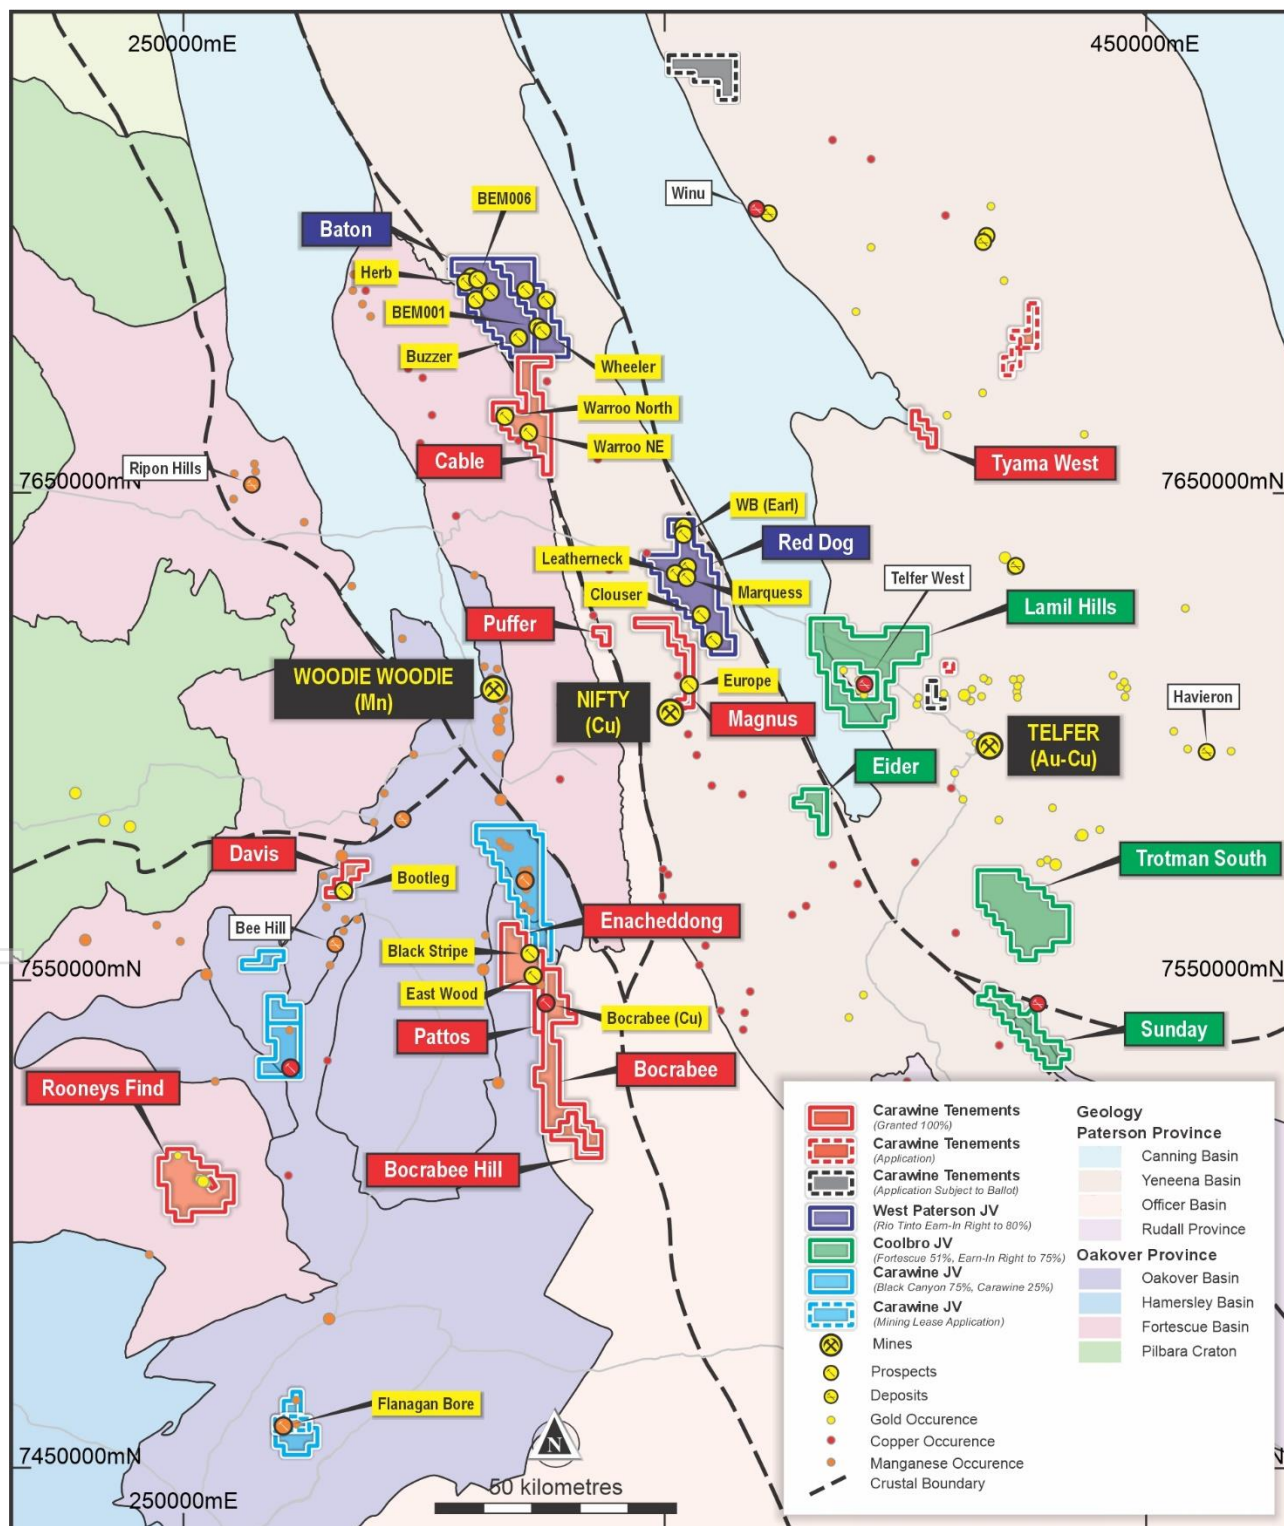 250000mE
450000mE
BEM006
Winu
Baton
Herb
BEM001
Buzzer
Wheeler
Warroo North
Warroo NE
Cable
Tyama West
Ripon Hills
7650000mN
7650000mN
WB (Earl)
Red Dog
Leatherneck
Telfer West
Clouser
Marquess
Lamil Hills
Puffer
WOODIE WOODIE
(Mn)
NIFTY
(Cu)
Europe
Magnus
Havieron
TELFER
(Au-Cu)
Eider
Davis
Bootleg
Trotman South
Enacheddong
Bee Hill
Black Stripe
7550000mN
7550000mN
East Wood
Bocrabee (Cu)
Pattos
Sunday
Bocrabee
Rooneys Find
Bocrabee Hill
Carawine Tenements
(Granted 100%)
Carawine Tenements
(Application)
Carawine Tenements
(Application Subject to Ballot)
West Paterson JV
(Rio Tinto Earn-In Right to 80%)
Coolbro JV
(Fortescue 51%, Earn-In Right to 75%)
Carawine JV
(Black Canyon 75%, Carawine 25%)
Carawine JV
(Mining Lease Application)
Mines
Prospects
Deposits
Gold Occurence
Copper Occurence
Manganese Occurence
Crustal Boundary
Geology
Paterson Province
Canning Basin
Yeneena Basin
Officer Basin
Rudall Province
Oakover Province
Oakover Basin
Hamersley Basin
Fortescue Basin
Pilbara Craton
Flanagan Bore
7450000mN
250000mE
N
50 kilometres